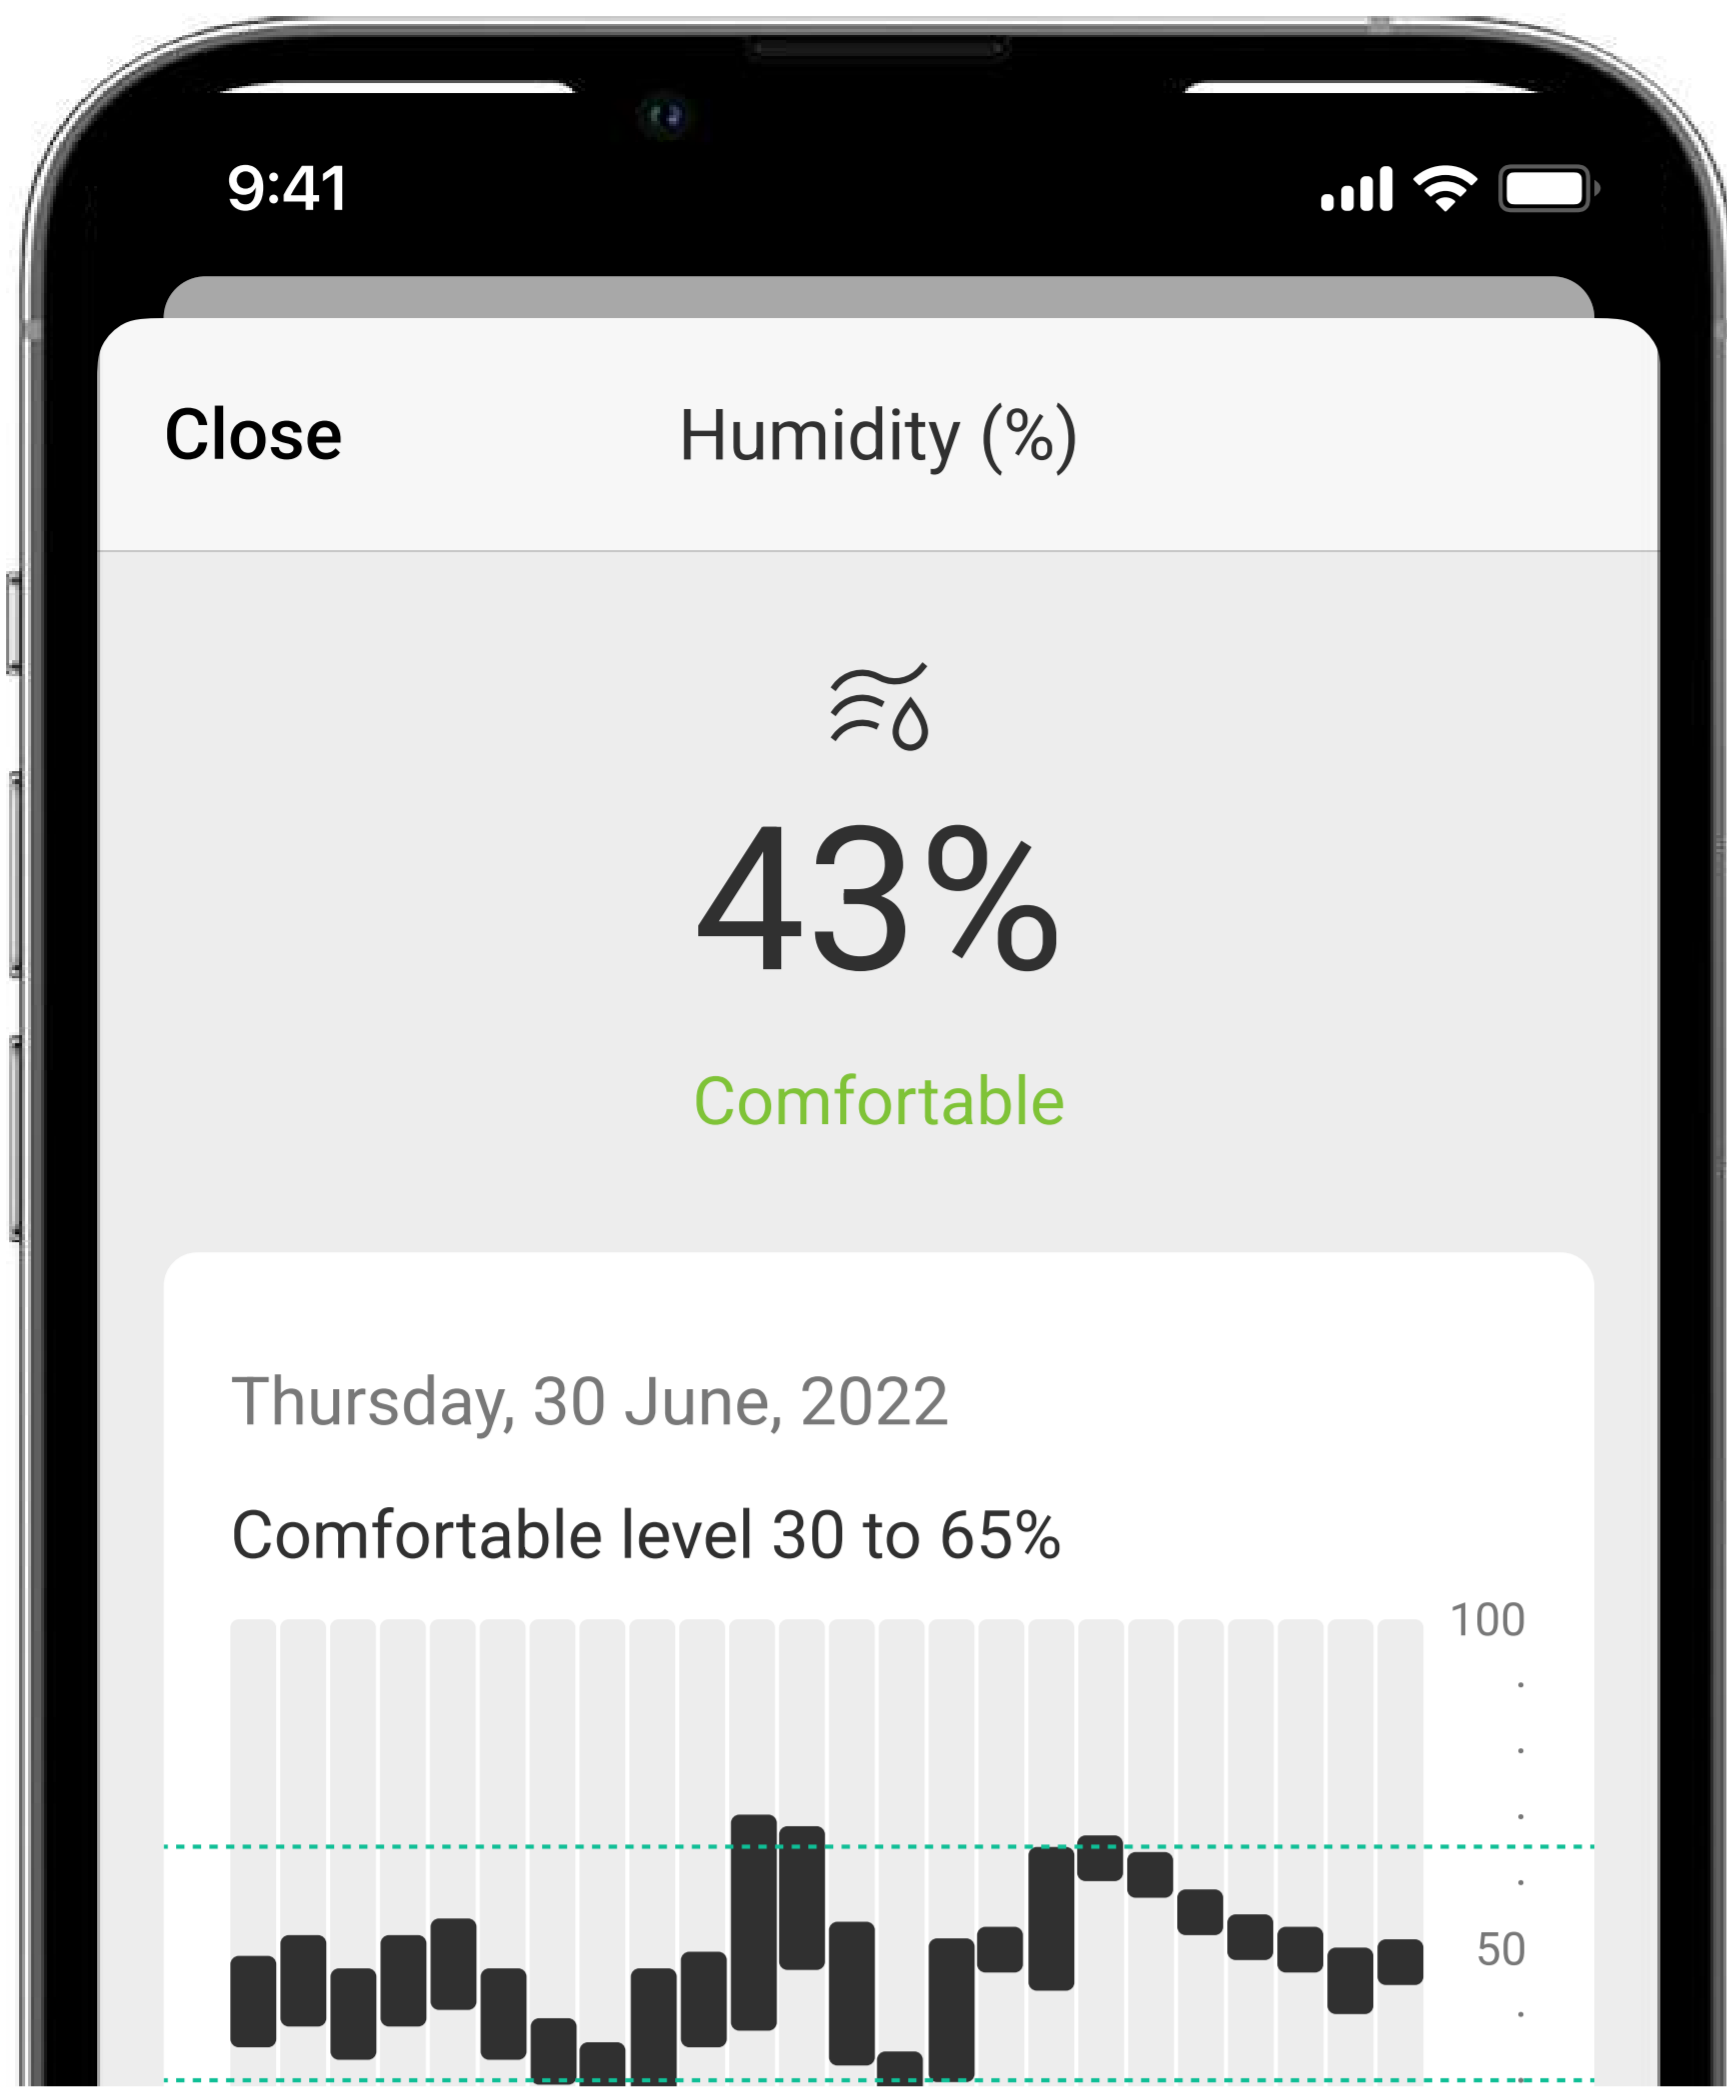 9:41
Close
Humidity (%)
43%
Comfortable
Thursday, 30 June, 2022
Comfortable level 30 to 65%
100
50